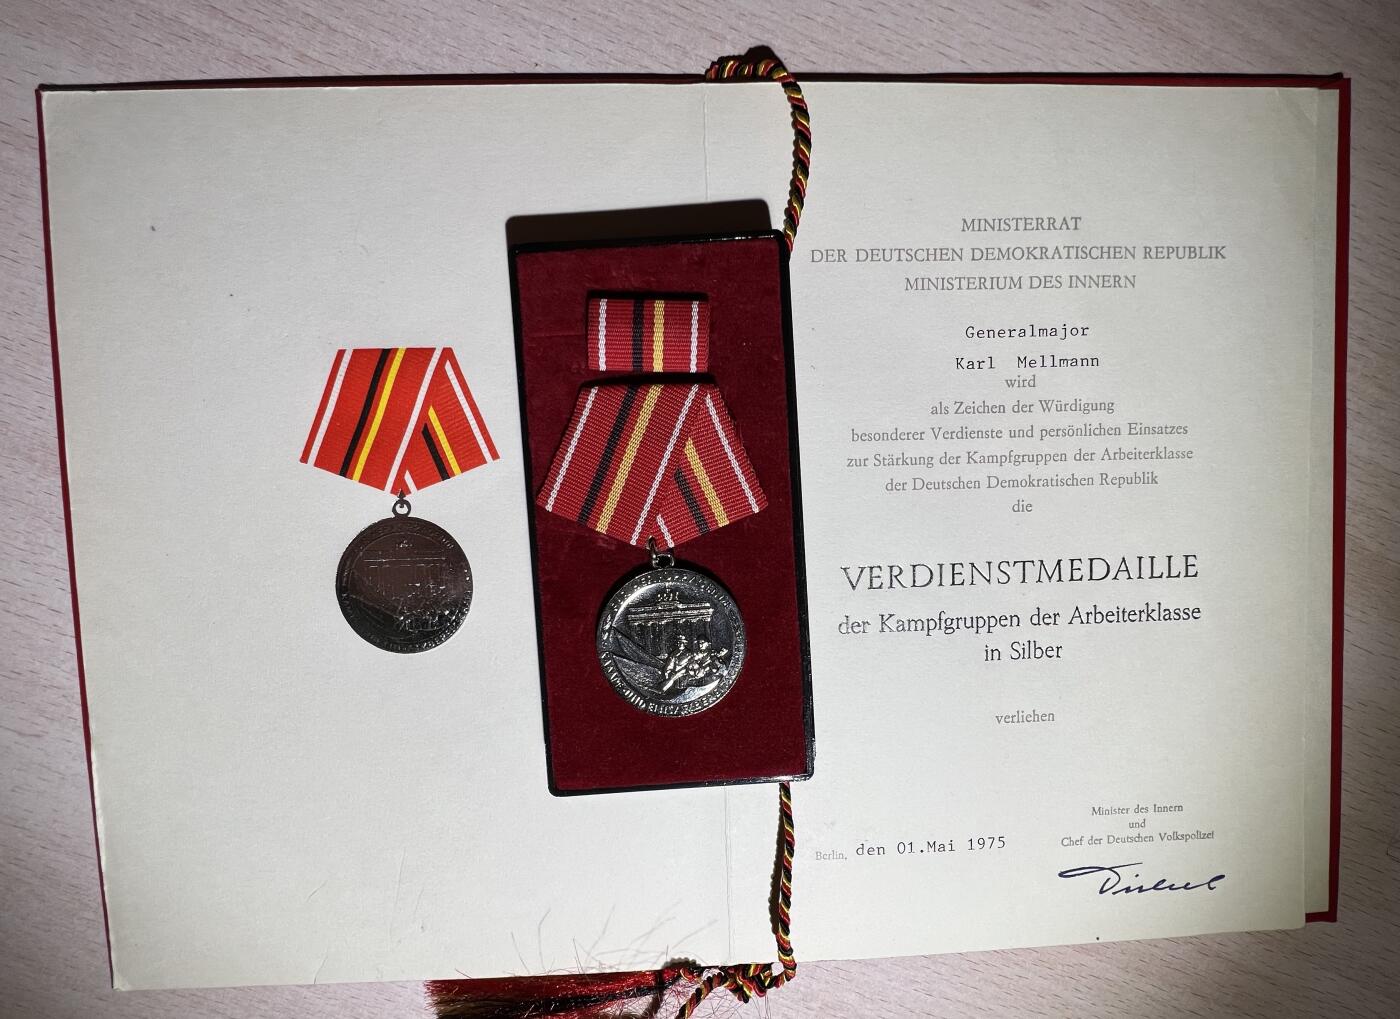 MINISTERRAT
DER DEUTSCHEN DEMOKRATISCHEN REPUBLIK
MINISTERIUM DES INNERN
Generalmajor
Karl Mellmann
wird
als Zeichen der Würdigung
besonderer Verdienste und persönlichen Einsatzes
zur Stärkung der Kampfgruppen der Arbeiterklasse
der Deutschen Demokratischen Republik
die
VERDIENSTMEDAILLE
der Kampfgruppen der Arbeiterklasse
in Silber
verliehen
Minister des Innern
und
Chef der Deutschen Volkspolizei
Berlin, den 01.Mai 1975